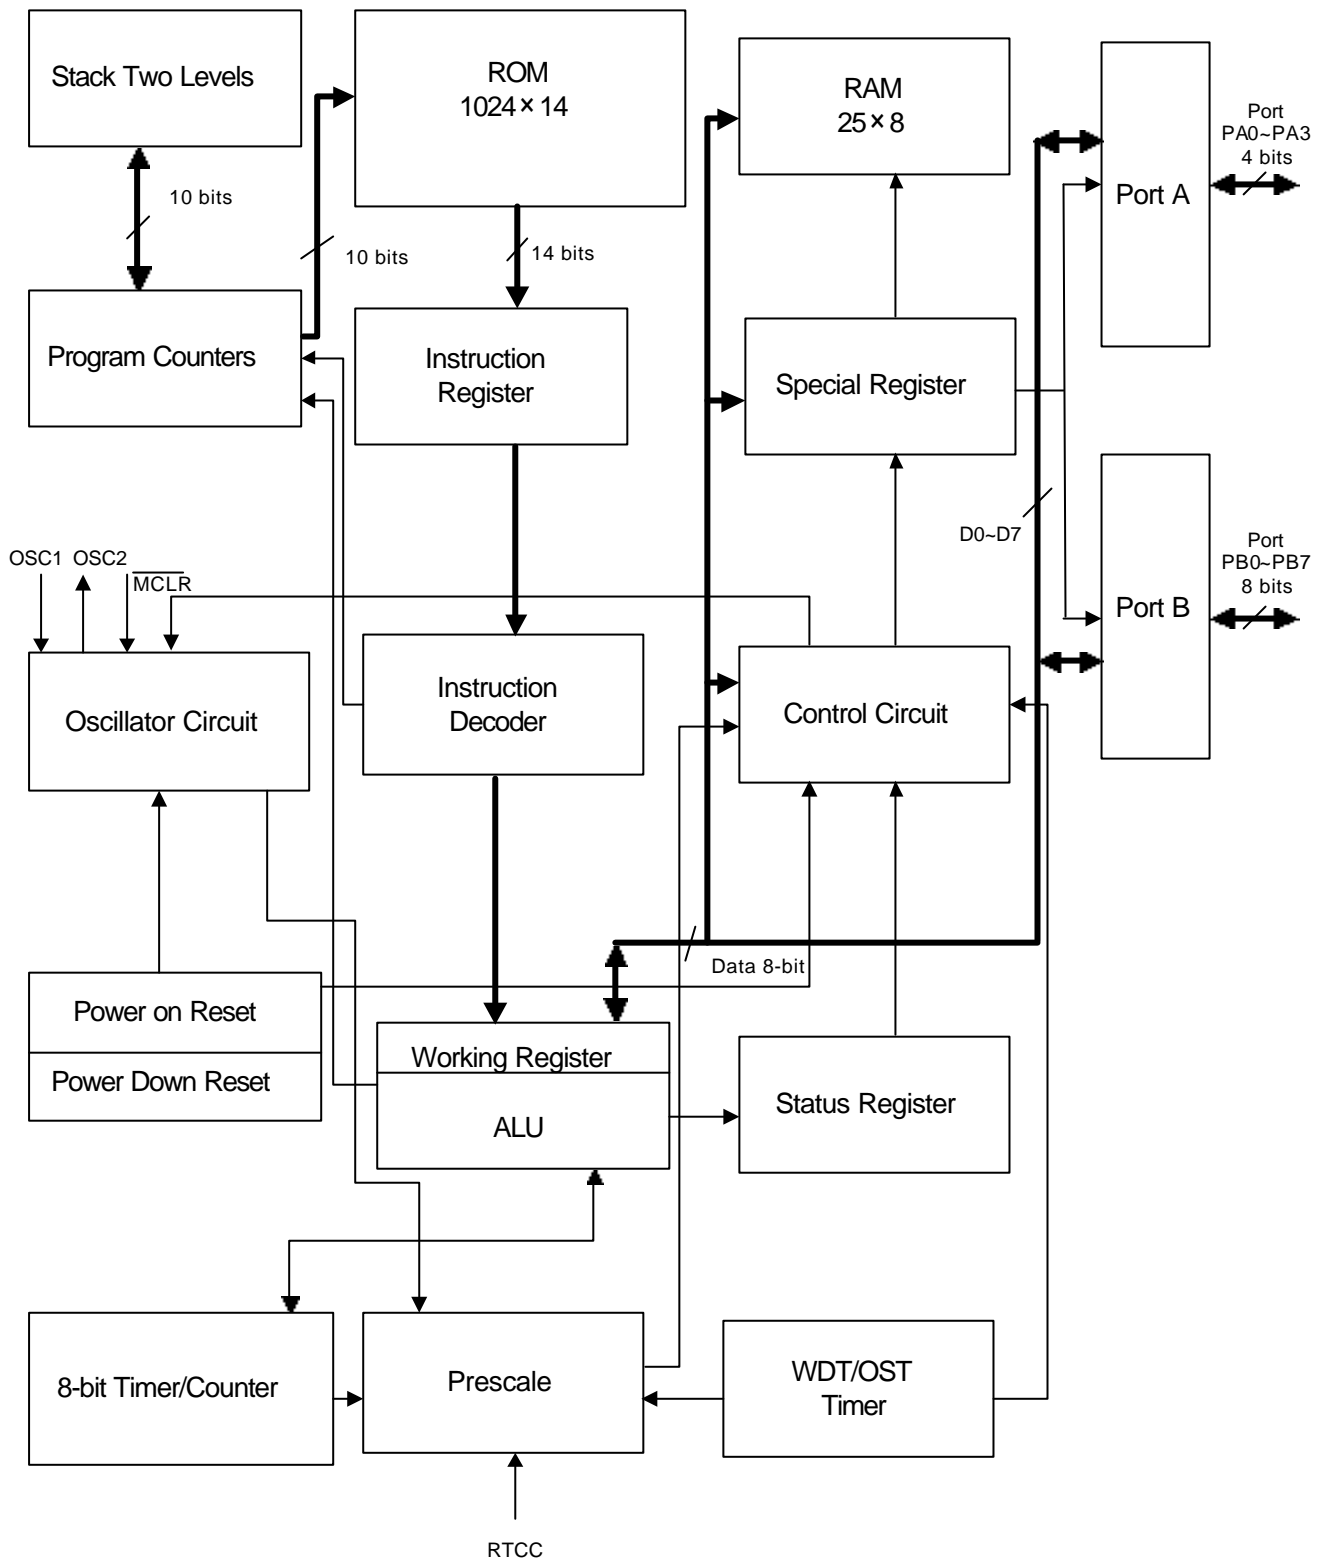 Stack Two Levels
ROM
1024×14
RAM
25×8
Port
PA0~PA3
4 bits
Port A
10 bits
10 bits
14 bits
Program Counters
Instruction
Register
Special Register
D0~D7
Port
PB0~PB7
8 bits
Port B
OSC1
OSC2
MCLR
Oscillator Circuit
Instruction
Decoder
Control Circuit
Data 8-bit
Power on Reset
Power Down Reset
Working Register
ALU
Status Register
8-bit Timer/Counter
Prescale
WDT/OST
Timer
RTCC